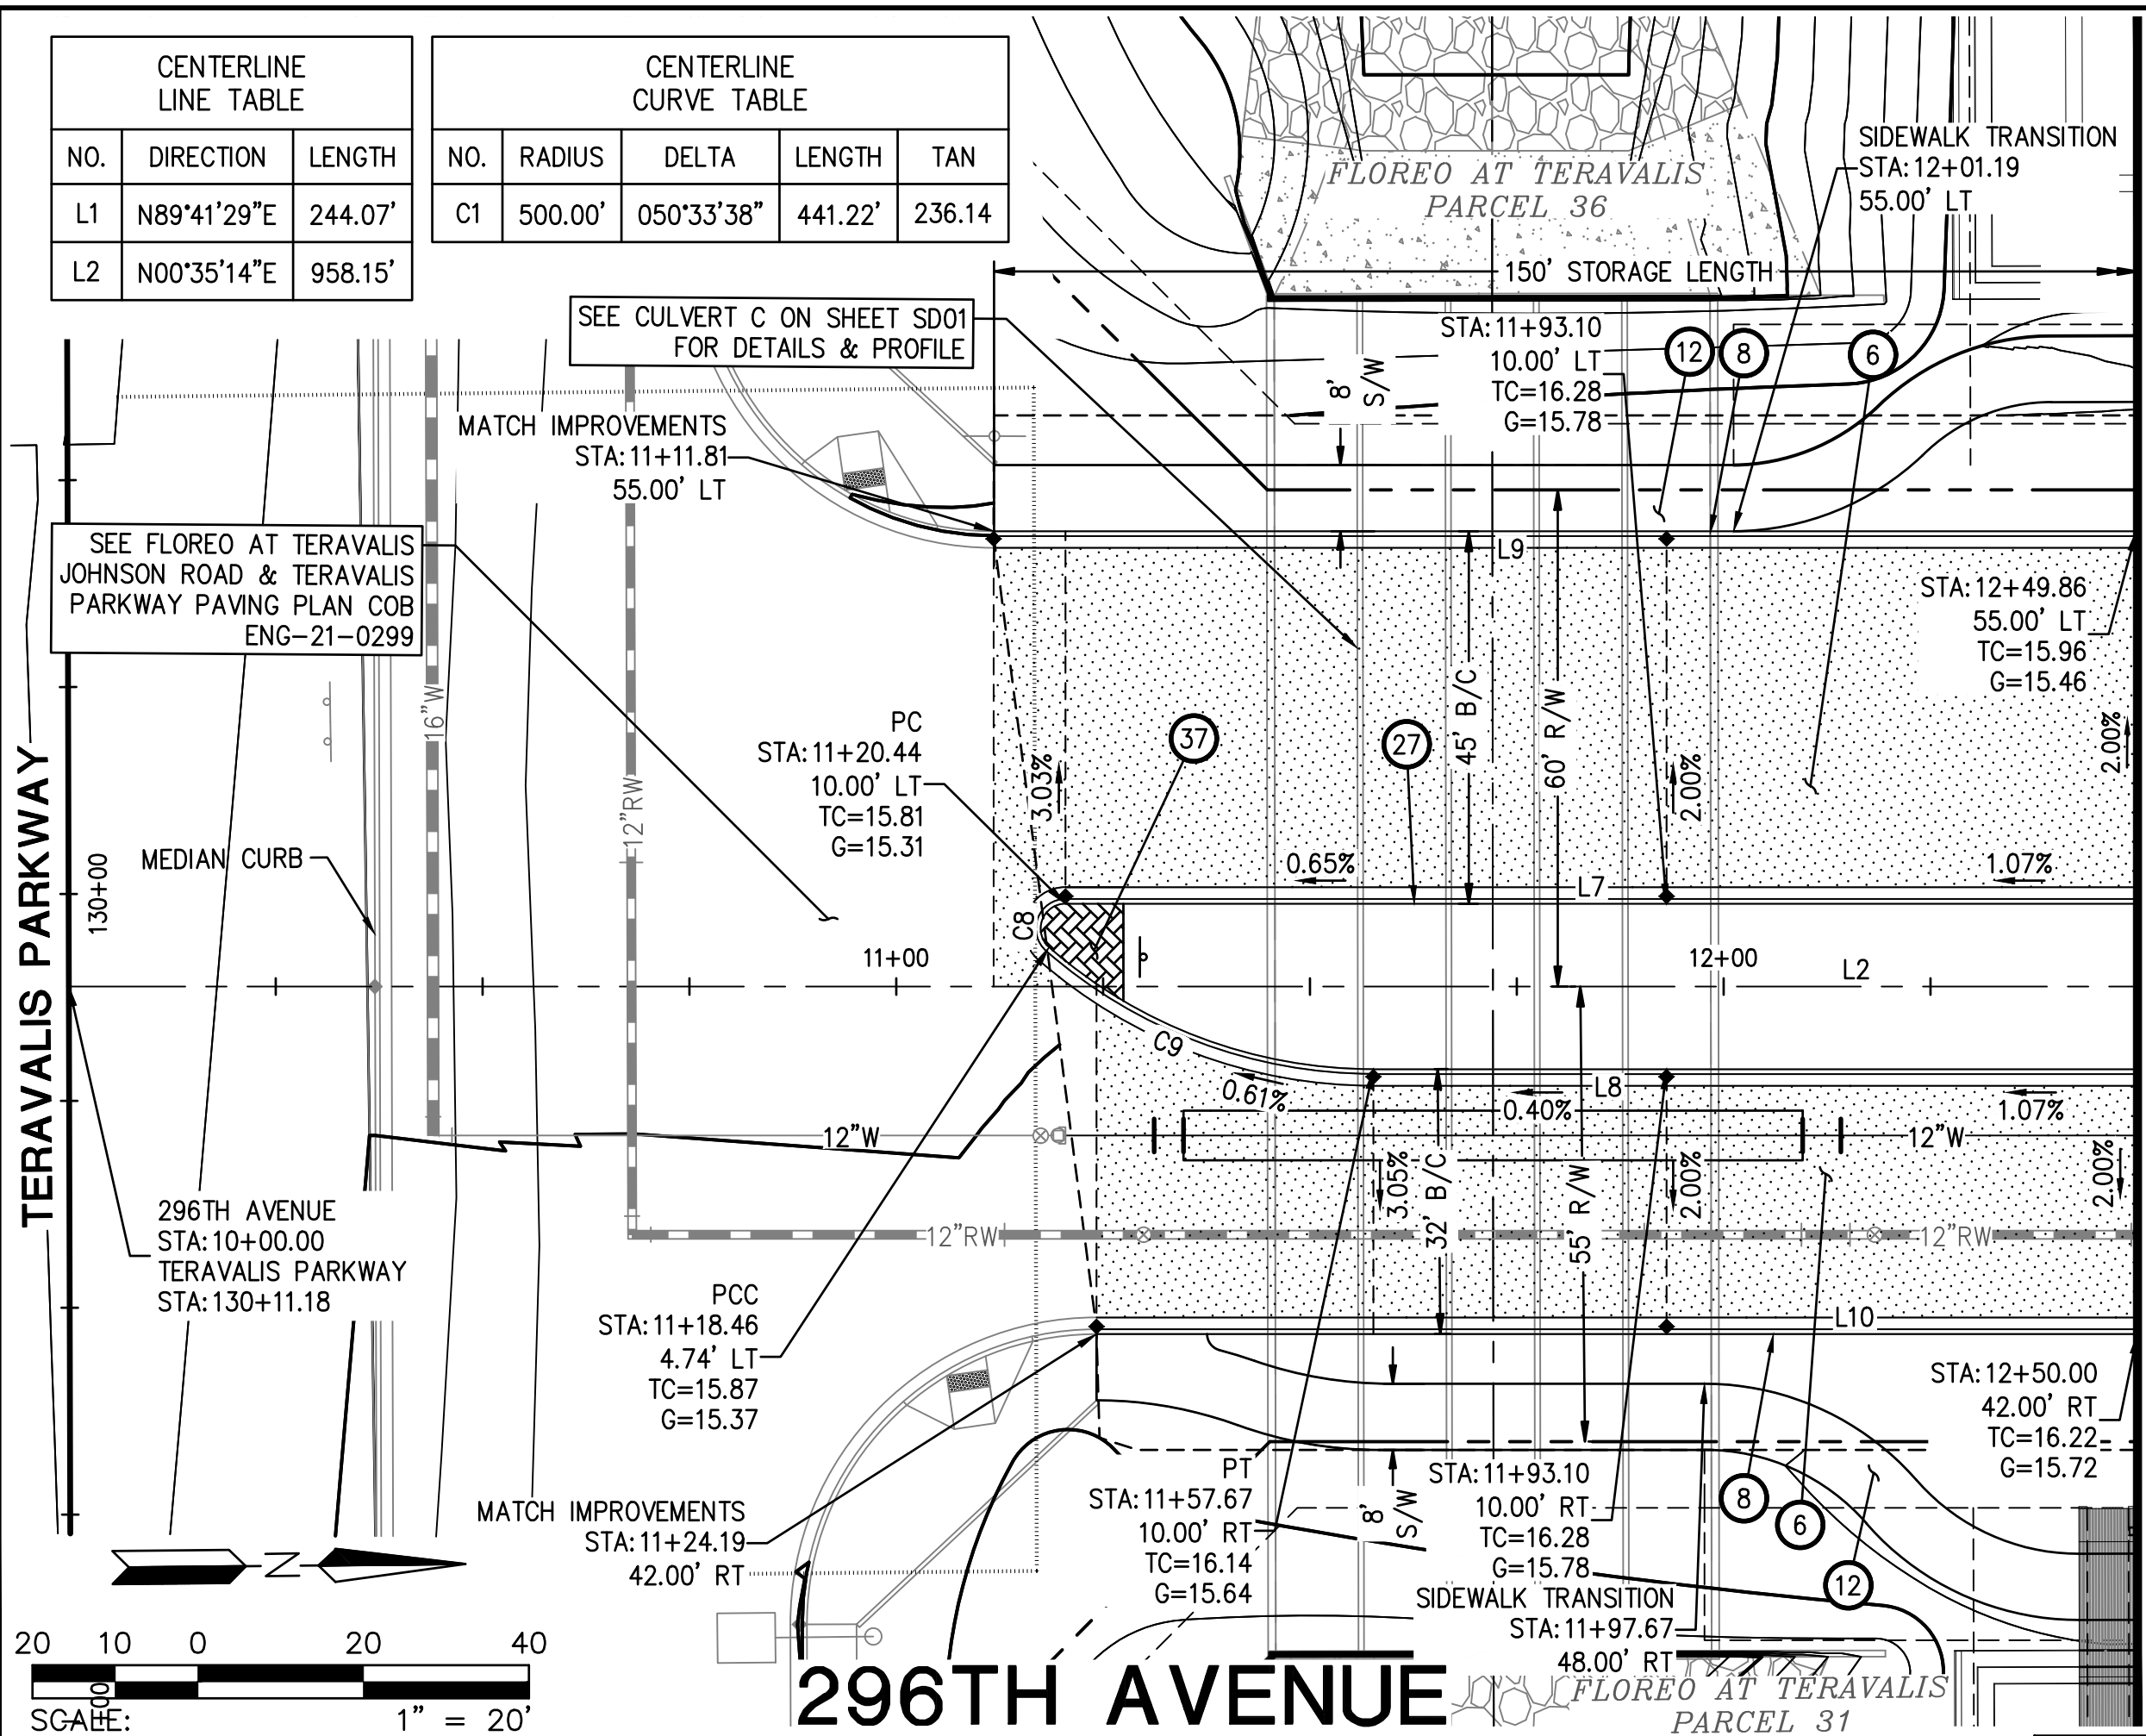 CENTERLINE
LINE TABLE
NO. DIRECTION LENGTH
L1 N89°41'29"E 244.07'
L2 N00°35'14"E 958.15'
CENTERLINE
CURVE TABLE
NO. RADIUS DELTA LENGTH TAN
C1 500.00' 050°33'38" 441.22' 236.14
FLOREO AT TERAVALIS
PARCEL 36
SIDEWALK TRANSITION
STA:12+01.19
55.00' LT
150' STORAGE LENGTH
SEE CULVERT C ON SHEET SD01
FOR DETAILS & PROFILE
STA:11+93.10
10.00' LT
TC=16.28
G=15.78
12
8
6
8'
S/W
MATCH IMPROVEMENTS
STA:11+11.81
55.00' LT
SEE FLOREO AT TERAVALIS
JOHNSON ROAD & TERAVALIS
PARKWAY PAVING PLAN COB
ENG-21-0299
L9
STA:12+49.86
55.00' LT
TC=15.96
G=15.46
16"W
12"RW
PC
STA:11+20.44
10.00' LT
TC=15.81
G=15.31
37
27
45' B/C
60' R/W
3.03%
2.00%
2.00%
TERAVALIS PARKWAY
130+00
MEDIAN CURB
0.65%
L7
1.07%
C8
11+00
12+00
L2
C9
0.61%
L8
0.40%
1.07%
12"W
12"W
3.05%
32' B/C
55' R/W
2.00%
2.00%
12"RW
12"RW
296TH AVENUE
STA:10+00.00
TERAVALIS PARKWAY
STA:130+11.18
PCC
STA:11+18.46
4.74' LT
TC=15.87
G=15.37
L10
STA:12+50.00
42.00' RT
TC=16.22
G=15.72
MATCH IMPROVEMENTS
STA:11+24.19
42.00' RT
PT
STA:11+57.67
10.00' RT
TC=16.14
G=15.64
8'
S/W
STA:11+93.10
10.00' RT
TC=16.28
G=15.78
8
6
12
SIDEWALK TRANSITION
STA:11+97.67
48.00' RT
N
20 10 0 20 40
SCALE: 1" = 20'
296TH AVENUE
FLOREO AT TERAVALIS
PARCEL 31